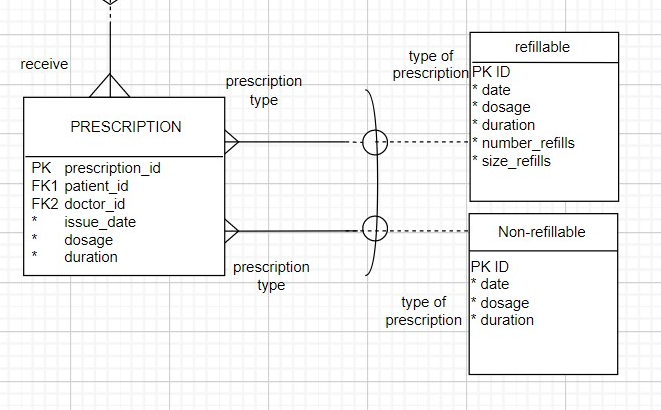 receive
prescription
type
PRESCRIPTION
PK prescription_id
FK1 patient_id
FK2 doctor_id
* issue_date
* dosage
* duration
prescription
type
type of
prescription
refillable
PK ID
* date
* dosage
* duration
* number_refills
* size_refills
type of
prescription
Non-refillable
PK ID
* date
* dosage
* duration